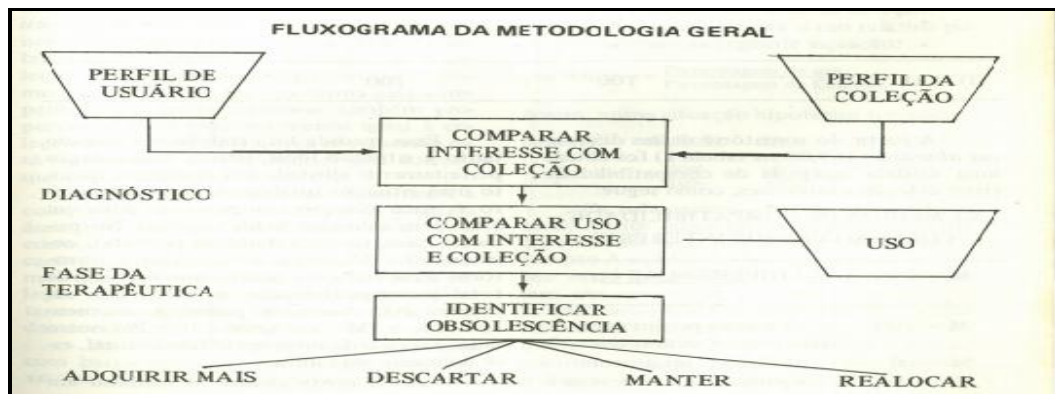 FLUXOGRAMA DA METODOLOGIA GERAL
PERFIL DE
USUÁRIO
PERFIL DA
COLEÇÃO
COMPARAR
INTERESSE COM
COLEÇÃO
DIAGNÓSTICO
COMPARAR USO
COM INTERESSE
E COLEÇÃO
USO
FASE DA
TERAPÊUTICA
IDENTIFICAR
OBSOLESCÊNCIA
ADQUIRIR MAIS
DESCARTAR
MANTER
REALOCAR